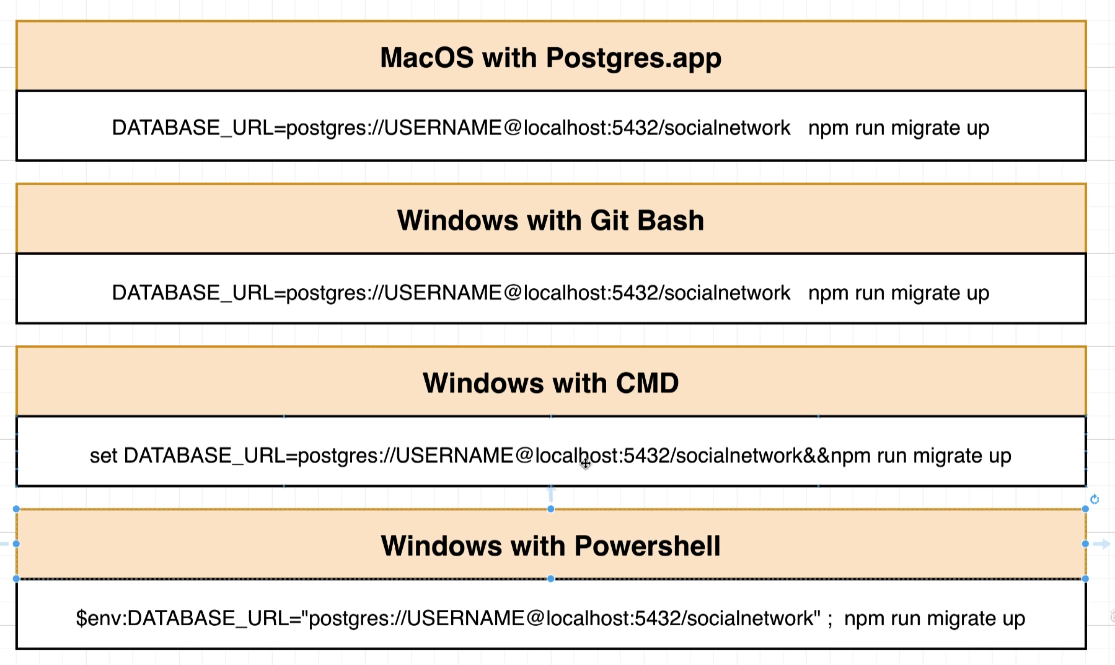 MacOS with Postgres.app
DATABASE_URL=postgres://USERNAME@localhost:5432/socialnetwork   npm run migrate up
Windows with Git Bash
DATABASE_URL=postgres://USERNAME@localhost:5432/socialnetwork   npm run migrate up
Windows with CMD
set DATABASE_URL=postgres://USERNAME@localhost:5432/socialnetwork&&npm run migrate up
Windows with Powershell
$env:DATABASE_URL="postgres://USERNAME@localhost:5432/socialnetwork" ;  npm run migrate up